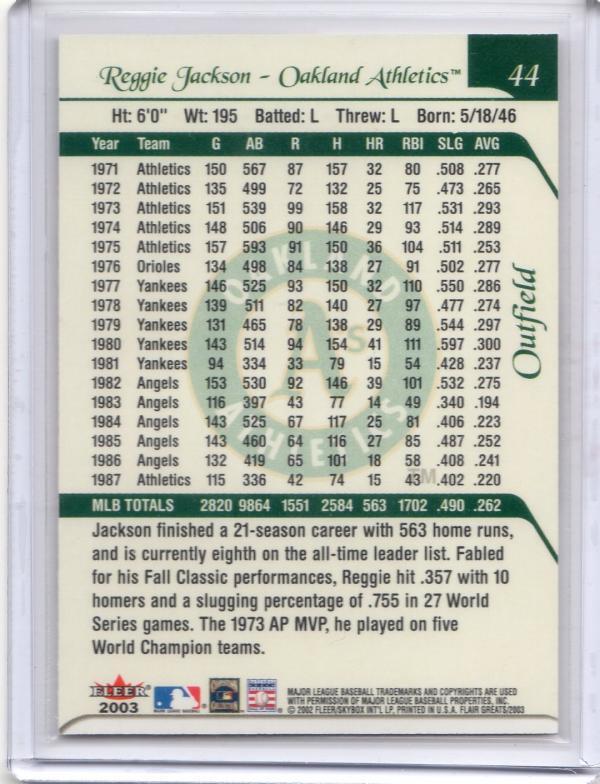 Reggie Jackson - Oakland Athletics™ 44
Ht: 6'0" Wt: 195 Batted: L Threw: L Born: 5/18/46
Year Team G AB R H HR RBI SLG AVG
1971 Athletics 150 567 87 157 32 80 .508 .277
1972 Athletics 135 499 72 132 25 75 .473 .265
1973 Athletics 151 539 99 158 32 117 .531 .293
1974 Athletics 148 506 90 146 29 93 .514 .289
1975 Athletics 157 593 91 150 36 104 .511 .253
1976 Orioles 134 498 84 138 27 91 .502 .277
1977 Yankees 146 525 93 150 32 110 .550 .286
1978 Yankees 139 511 82 140 27 97 .477 .274
1979 Yankees 131 465 78 138 29 89 .544 .297
1980 Yankees 143 514 94 154 41 111 .597 .300
1981 Yankees 94 334 33 79 15 54 .428 .237
1982 Angels 153 530 92 146 39 101 .532 .275
1983 Angels 116 397 43 77 14 49 .340 .194
1984 Angels 143 525 67 117 25 81 .406 .223
1985 Angels 143 460 64 116 27 85 .487 .252
1986 Angels 132 419 65 101 18 58 .408 .241
1987 Athletics 115 336 42 74 15 43 .402 .220
MLB TOTALS 2820 9864 1551 2584 563 1702 .490 .262
Outfield
OAKLAND
A's
ATHLETICS
TM
Jackson finished a 21-season career with 563 home runs,
and is currently eighth on the all-time leader list. Fabled
for his Fall Classic performances, Reggie hit .357 with 10
homers and a slugging percentage of .755 in 27 World
Series games. The 1973 AP MVP, he played on five
World Champion teams.
FLEER
2003
MAJOR LEAGUE BASEBALL TRADEMARKS AND COPYRIGHTS ARE USED
WITH PERMISSION OF MAJOR LEAGUE BASEBALL PROPERTIES, INC.
© 2002 FLEER/SKYBOX INT'L LP, PRINTED IN U.S.A. FLAIR GREATS/2003